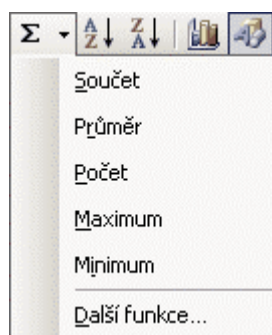 Σ A Z Z A
Součet
Průměr
Počet
Maximum
Minimum
Další funkce...